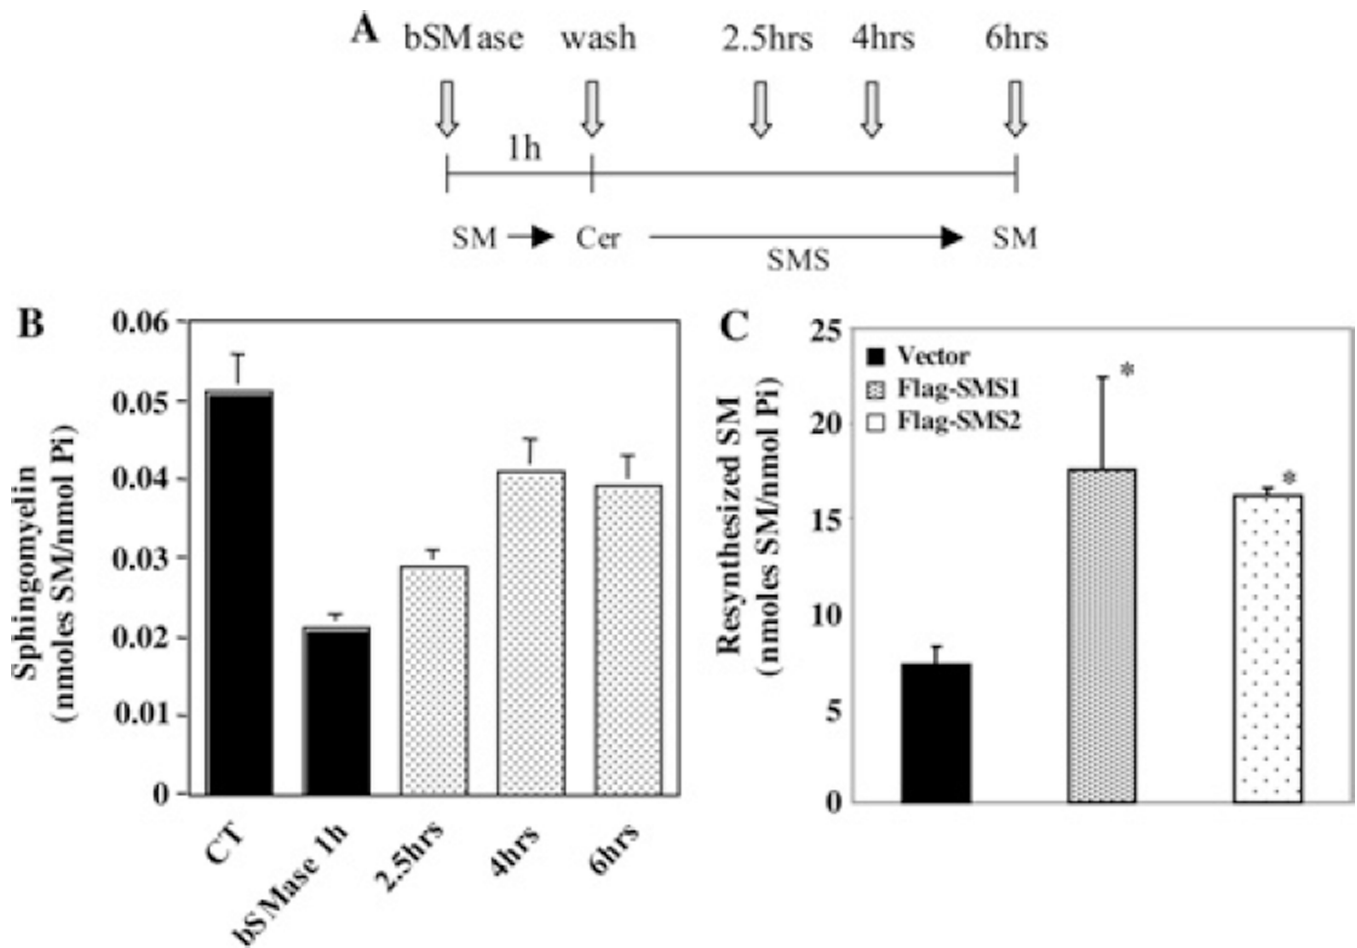 A bSMase wash 2.5hrs 4hrs 6hrs
1h
SM Cer SMS SM
B
Sphingomyelin
(nmoles SM/nmol Pi)
0.06
0.05
0.04
0.03
0.02
0.01
0
CT bSMase 1h 2.5hrs 4hrs 6hrs
C
Resynthesized SM
(nmoles SM/nmol Pi)
25
20
15
10
5
0
Vector
Flag-SMS1
Flag-SMS2
*
*